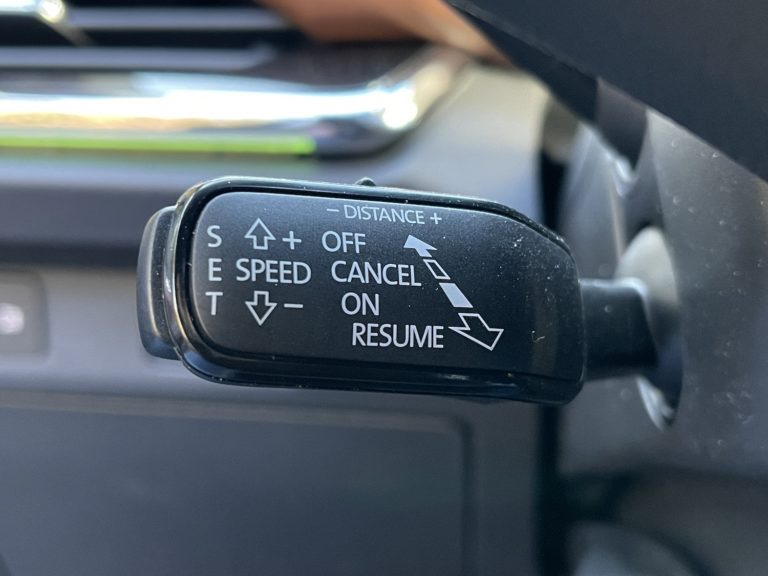 − DISTANCE +
S + OFF
E SPEED CANCEL
T − ON
RESUME